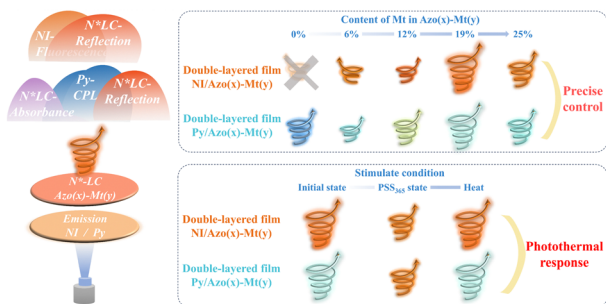 N*LC-
Reflection
NI-
Fluorescence
Py-
CPL
N*LC-
Absorbance
N*LC-
Reflection
N*-LC
Azo(x)-Mt(y)
Emission
NI / Py
Content of Mt in Azo(x)-Mt(y)
0% 6% 12% 19% 25%
Double-layered film
NI/Azo(x)-Mt(y)
Double-layered film
Py/Azo(x)-Mt(y)
Precise
control
Stimulate condition
Initial state PSS365 state Heat
Double-layered film
NI/Azo(x)-Mt(y)
Double-layered film
Py/Azo(x)-Mt(y)
Photothermal
response